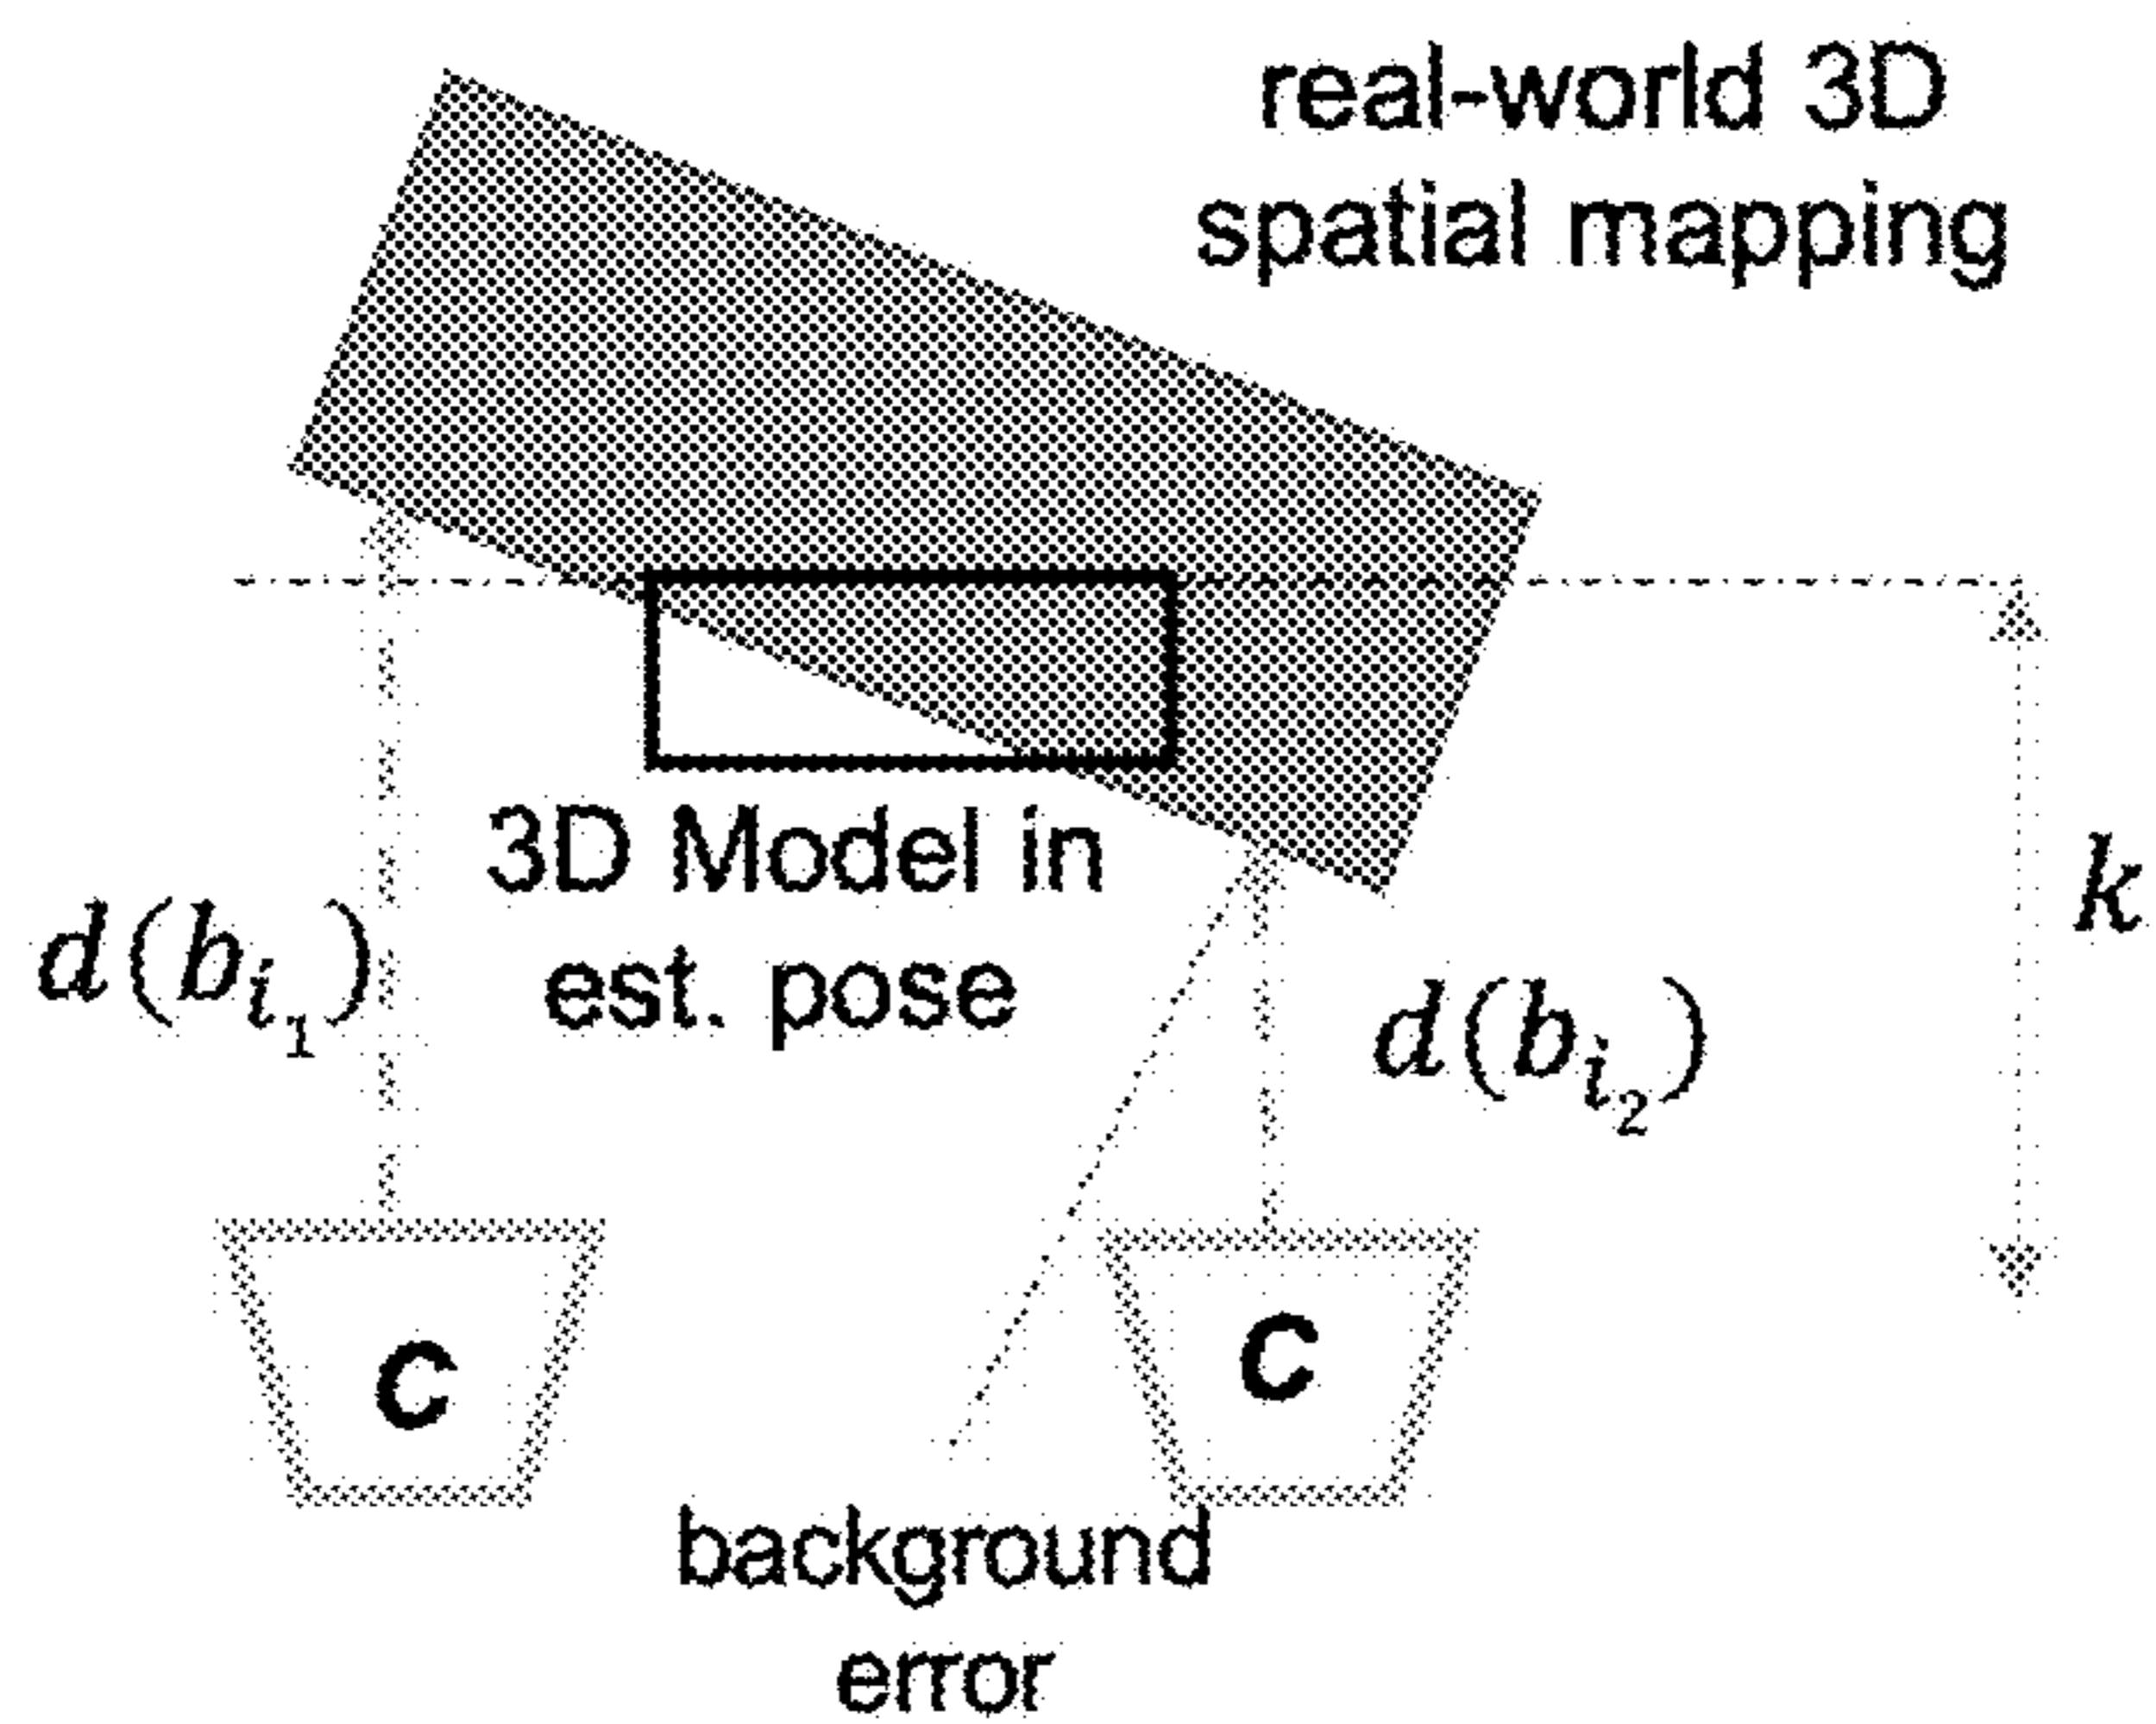 real-world 3D
spatial mapping
3D Model in
est. pose
k
d(b_{i_1})
d(b_{i_2})
C
C
background
error